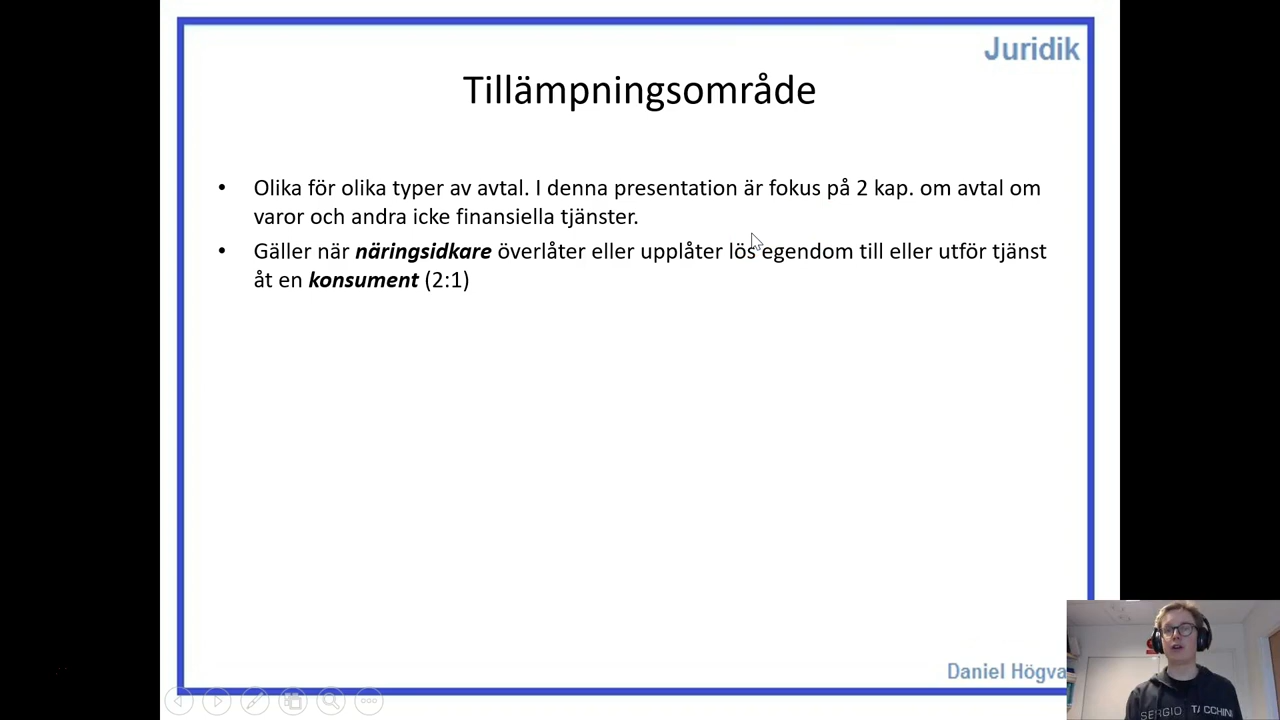 Juridik
Tillämpningsområde
• Olika för olika typer av avtal. I denna presentation är fokus på 2 kap. om avtal om
varor och andra icke finansiella tjänster.
• Gäller när näringsidkare överlåter eller upplåter lös egendom till eller utför tjänst
åt en konsument (2:1)
Daniel Högva
SERGIO TACCHINI